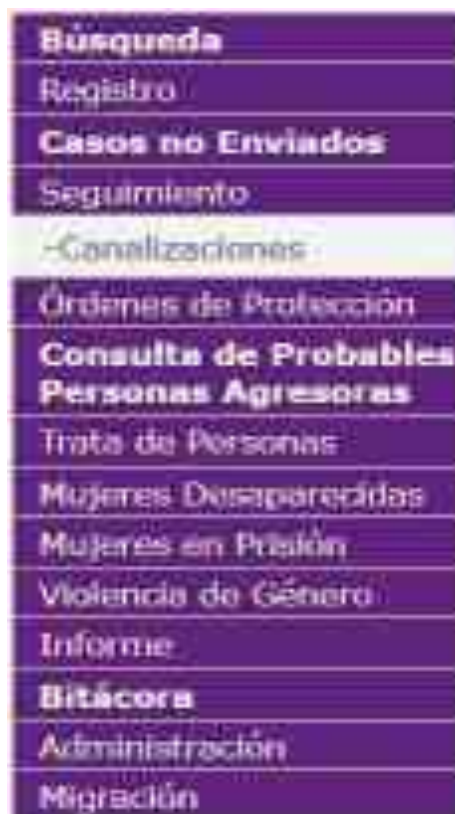 Búsqueda
Registro
Casos no Enviados
Seguimiento
-Canalizaciones
Órdenes de Protección
Consulta de Probables
Personas Agresoras
Trata de Personas
Mujeres Desaparecidas
Mujeres en Prisión
Violencia de Género
Informe
Bitácora
Administración
Migración